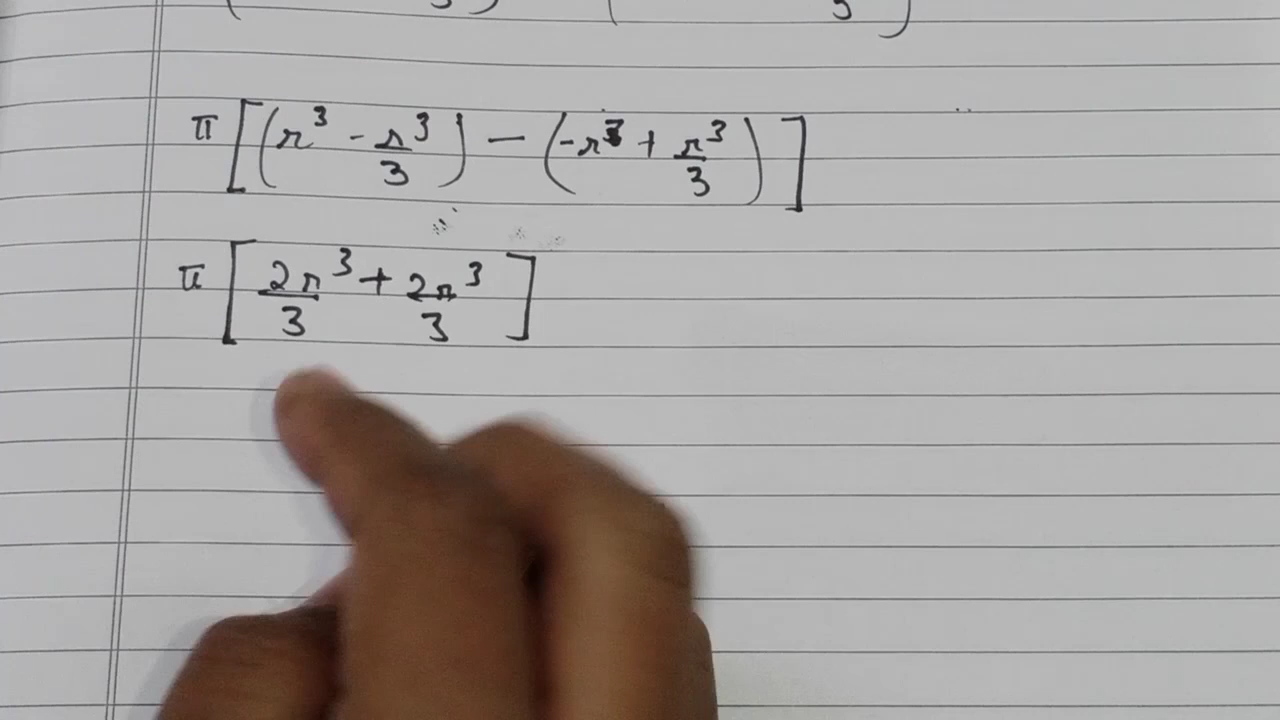 π[(r³ - r³/3) - (-r³ + r³/3)]
π[2r³/3 + 2r³/3]